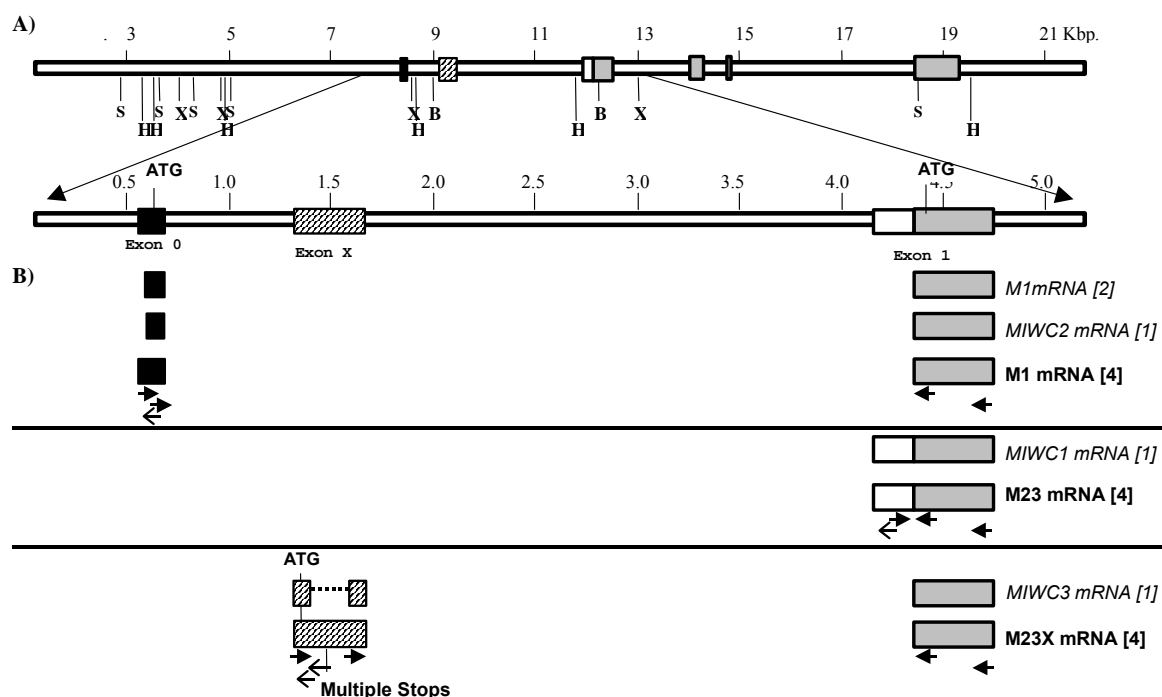 A)
. 3 5 7 9 11 13 15 17 19 21 Kbp.
S S X S X S X B B X S
H H H H H H
ATG ATG
0.5 1.0 1.5 2.0 2.5 3.0 3.5 4.0 4.5 5.0
Exon 0 Exon X Exon 1
B)
M1mRNA [2]
MIWC2 mRNA [1]
M1 mRNA [4]
MIWC1 mRNA [1]
M23 mRNA [4]
ATG
MIWC3 mRNA [1]
M23X mRNA [4]
Multiple Stops